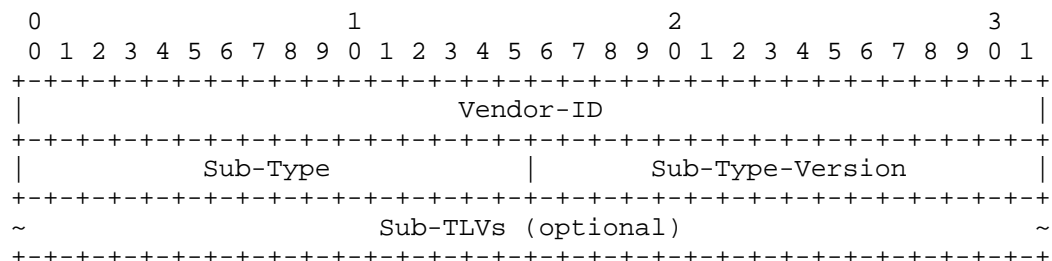 0                   1                   2                   3
 0 1 2 3 4 5 6 7 8 9 0 1 2 3 4 5 6 7 8 9 0 1 2 3 4 5 6 7 8 9 0 1
+-+-+-+-+-+-+-+-+-+-+-+-+-+-+-+-+-+-+-+-+-+-+-+-+-+-+-+-+-+-+-+-+
|                           Vendor-ID                           |
+-+-+-+-+-+-+-+-+-+-+-+-+-+-+-+-+-+-+-+-+-+-+-+-+-+-+-+-+-+-+-+-+
|           Sub-Type            |       Sub-Type-Version        |
+-+-+-+-+-+-+-+-+-+-+-+-+-+-+-+-+-+-+-+-+-+-+-+-+-+-+-+-+-+-+-+-+
~                      Sub-TLVs (optional)                      ~
+-+-+-+-+-+-+-+-+-+-+-+-+-+-+-+-+-+-+-+-+-+-+-+-+-+-+-+-+-+-+-+-+